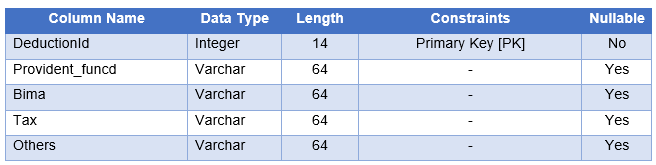 Column Name Data Type Length Constraints Nullable
DeductionId Integer 14 Primary Key [PK] No
Provident_funcd Varchar 64 - Yes
Bima Varchar 64 - Yes
Tax Varchar 64 - Yes
Others Varchar 64 - Yes